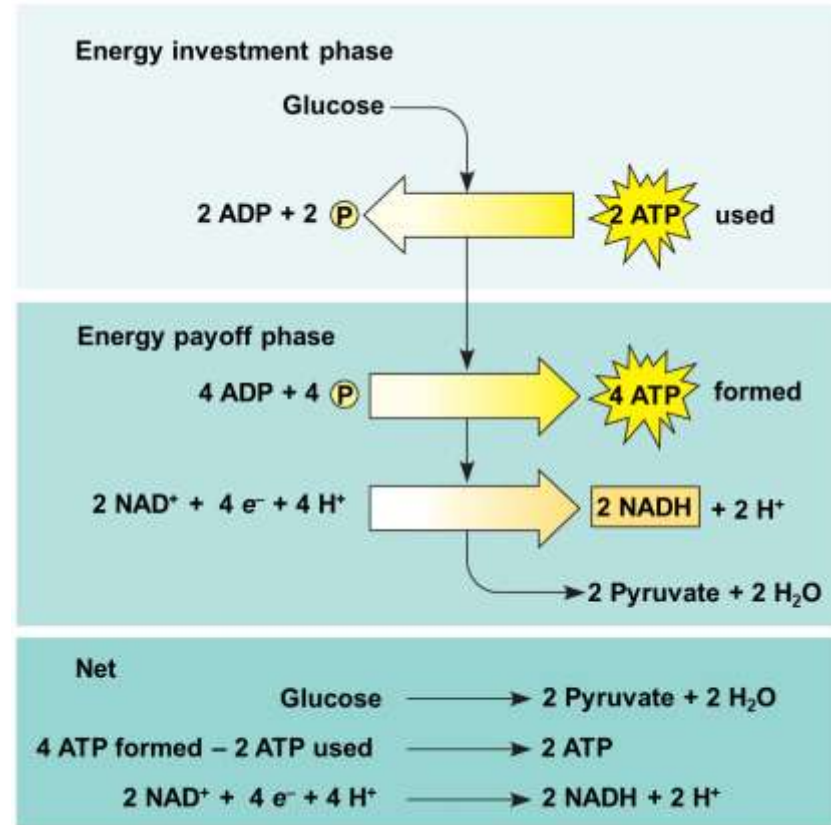 Energy investment phase
Glucose
2 ADP + 2 P 2 ATP used
Energy payoff phase
4 ADP + 4 P 4 ATP formed
2 NAD⁺ + 4 e⁻ + 4 H⁺ 2 NADH + 2 H⁺
2 Pyruvate + 2 H₂O
Net
Glucose 2 Pyruvate + 2 H₂O
4 ATP formed – 2 ATP used 2 ATP
2 NAD⁺ + 4 e⁻ + 4 H⁺ 2 NADH + 2 H⁺